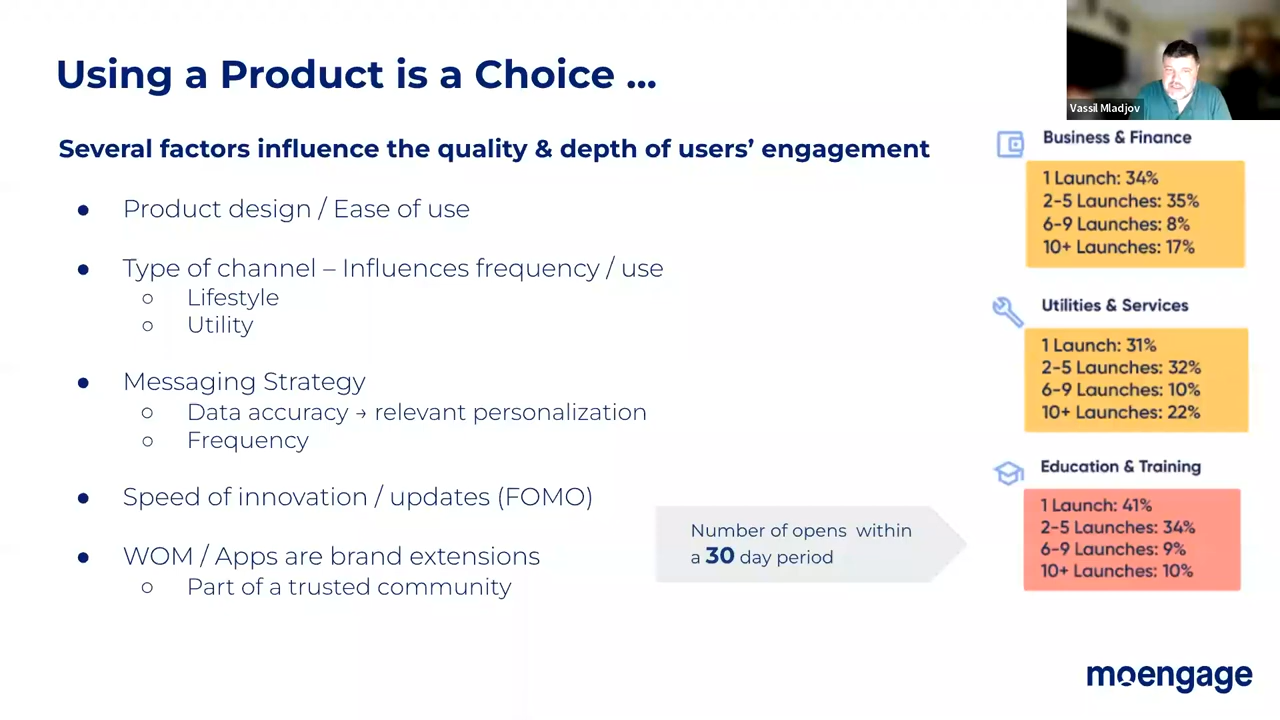 Using a Product is a Choice ...
Vassil Mladjov
Several factors influence the quality & depth of users’ engagement
● Product design / Ease of use
● Type of channel – Influences frequency / use
○ Lifestyle
○ Utility
● Messaging Strategy
○ Data accuracy → relevant personalization
○ Frequency
● Speed of innovation / updates (FOMO)
● WOM / Apps are brand extensions
○ Part of a trusted community
Number of opens within
a 30 day period
Business & Finance
1 Launch: 34%
2-5 Launches: 35%
6-9 Launches: 8%
10+ Launches: 17%
Utilities & Services
1 Launch: 31%
2-5 Launches: 32%
6-9 Launches: 10%
10+ Launches: 22%
Education & Training
1 Launch: 41%
2-5 Launches: 34%
6-9 Launches: 9%
10+ Launches: 10%
moengage